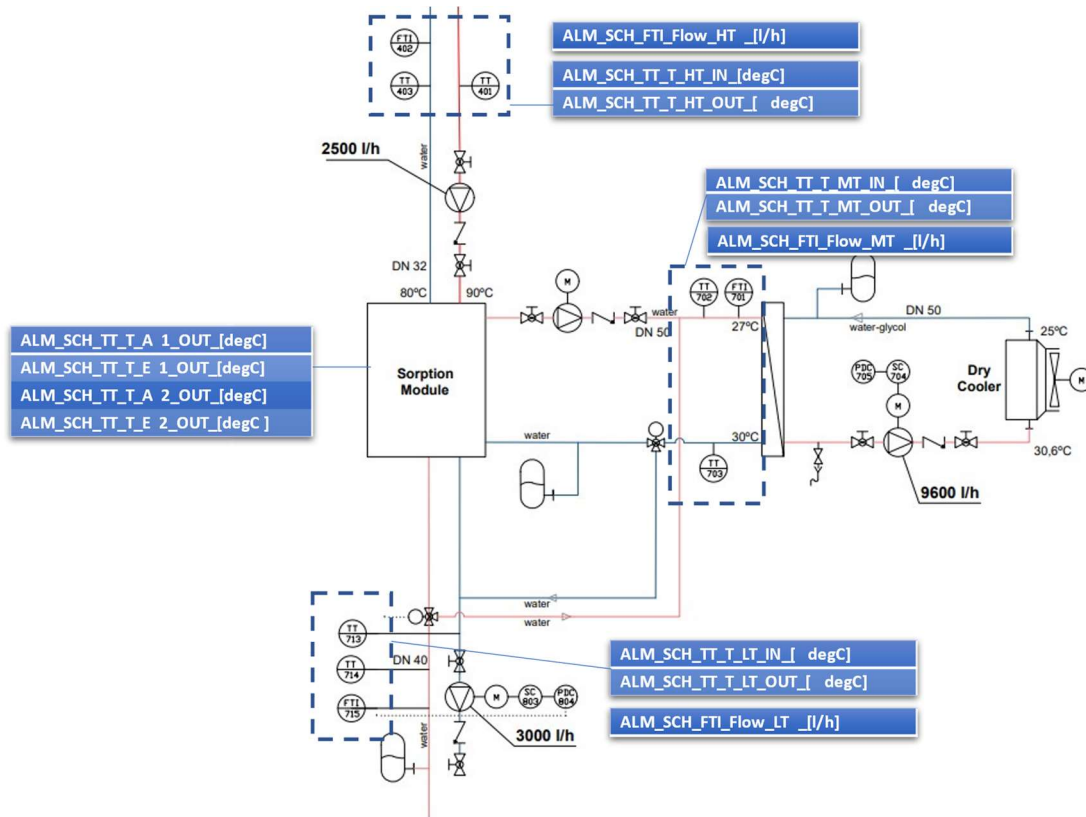 FTI
402
TT
403
TT
401
ALM_SCH_FTI_Flow_HT _[l/h]
ALM_SCH_TT_T_HT_IN_[degC]
ALM_SCH_TT_T_HT_OUT_[ degC]
water
2500 l/h
DN 32
80ºC
90ºC
ALM_SCH_TT_T_MT_IN_[ degC]
ALM_SCH_TT_T_MT_OUT_[ degC]
ALM_SCH_FTI_Flow_MT _[l/h]
M
TT
702
FTI
701
water
DN 50
27ºC
DN 50
water-glycol
25ºC
ALM_SCH_TT_T_A 1_OUT_[degC]
ALM_SCH_TT_T_E 1_OUT_[degC]
ALM_SCH_TT_T_A 2_OUT_[degC]
ALM_SCH_TT_T_E 2_OUT_[degC ]
Sorption
Module
PDC
705
SC
704
M
Dry
Cooler
M
water
30ºC
TT
703
30,6ºC
9600 l/h
water
water
TT
713
TT
714
DN 40
FTI
715
water
M
SC
803
PDC
804
3000 l/h
ALM_SCH_TT_T_LT_IN_[ degC]
ALM_SCH_TT_T_LT_OUT_[ degC]
ALM_SCH_FTI_Flow_LT _[l/h]